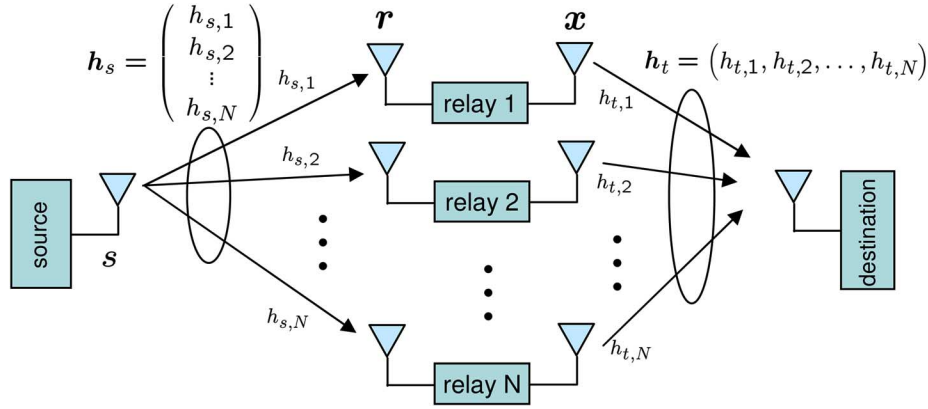 r
x
h_s = ( h_{s,1} h_{s,2} ⋮ h_{s,N} )
h_t = (h_{t,1}, h_{t,2}, . . . , h_{t,N})
h_{s,1}
relay 1
h_{t,1}
h_{s,2}
relay 2
h_{t,2}
source
s
destination
h_{s,N}
relay N
h_{t,N}